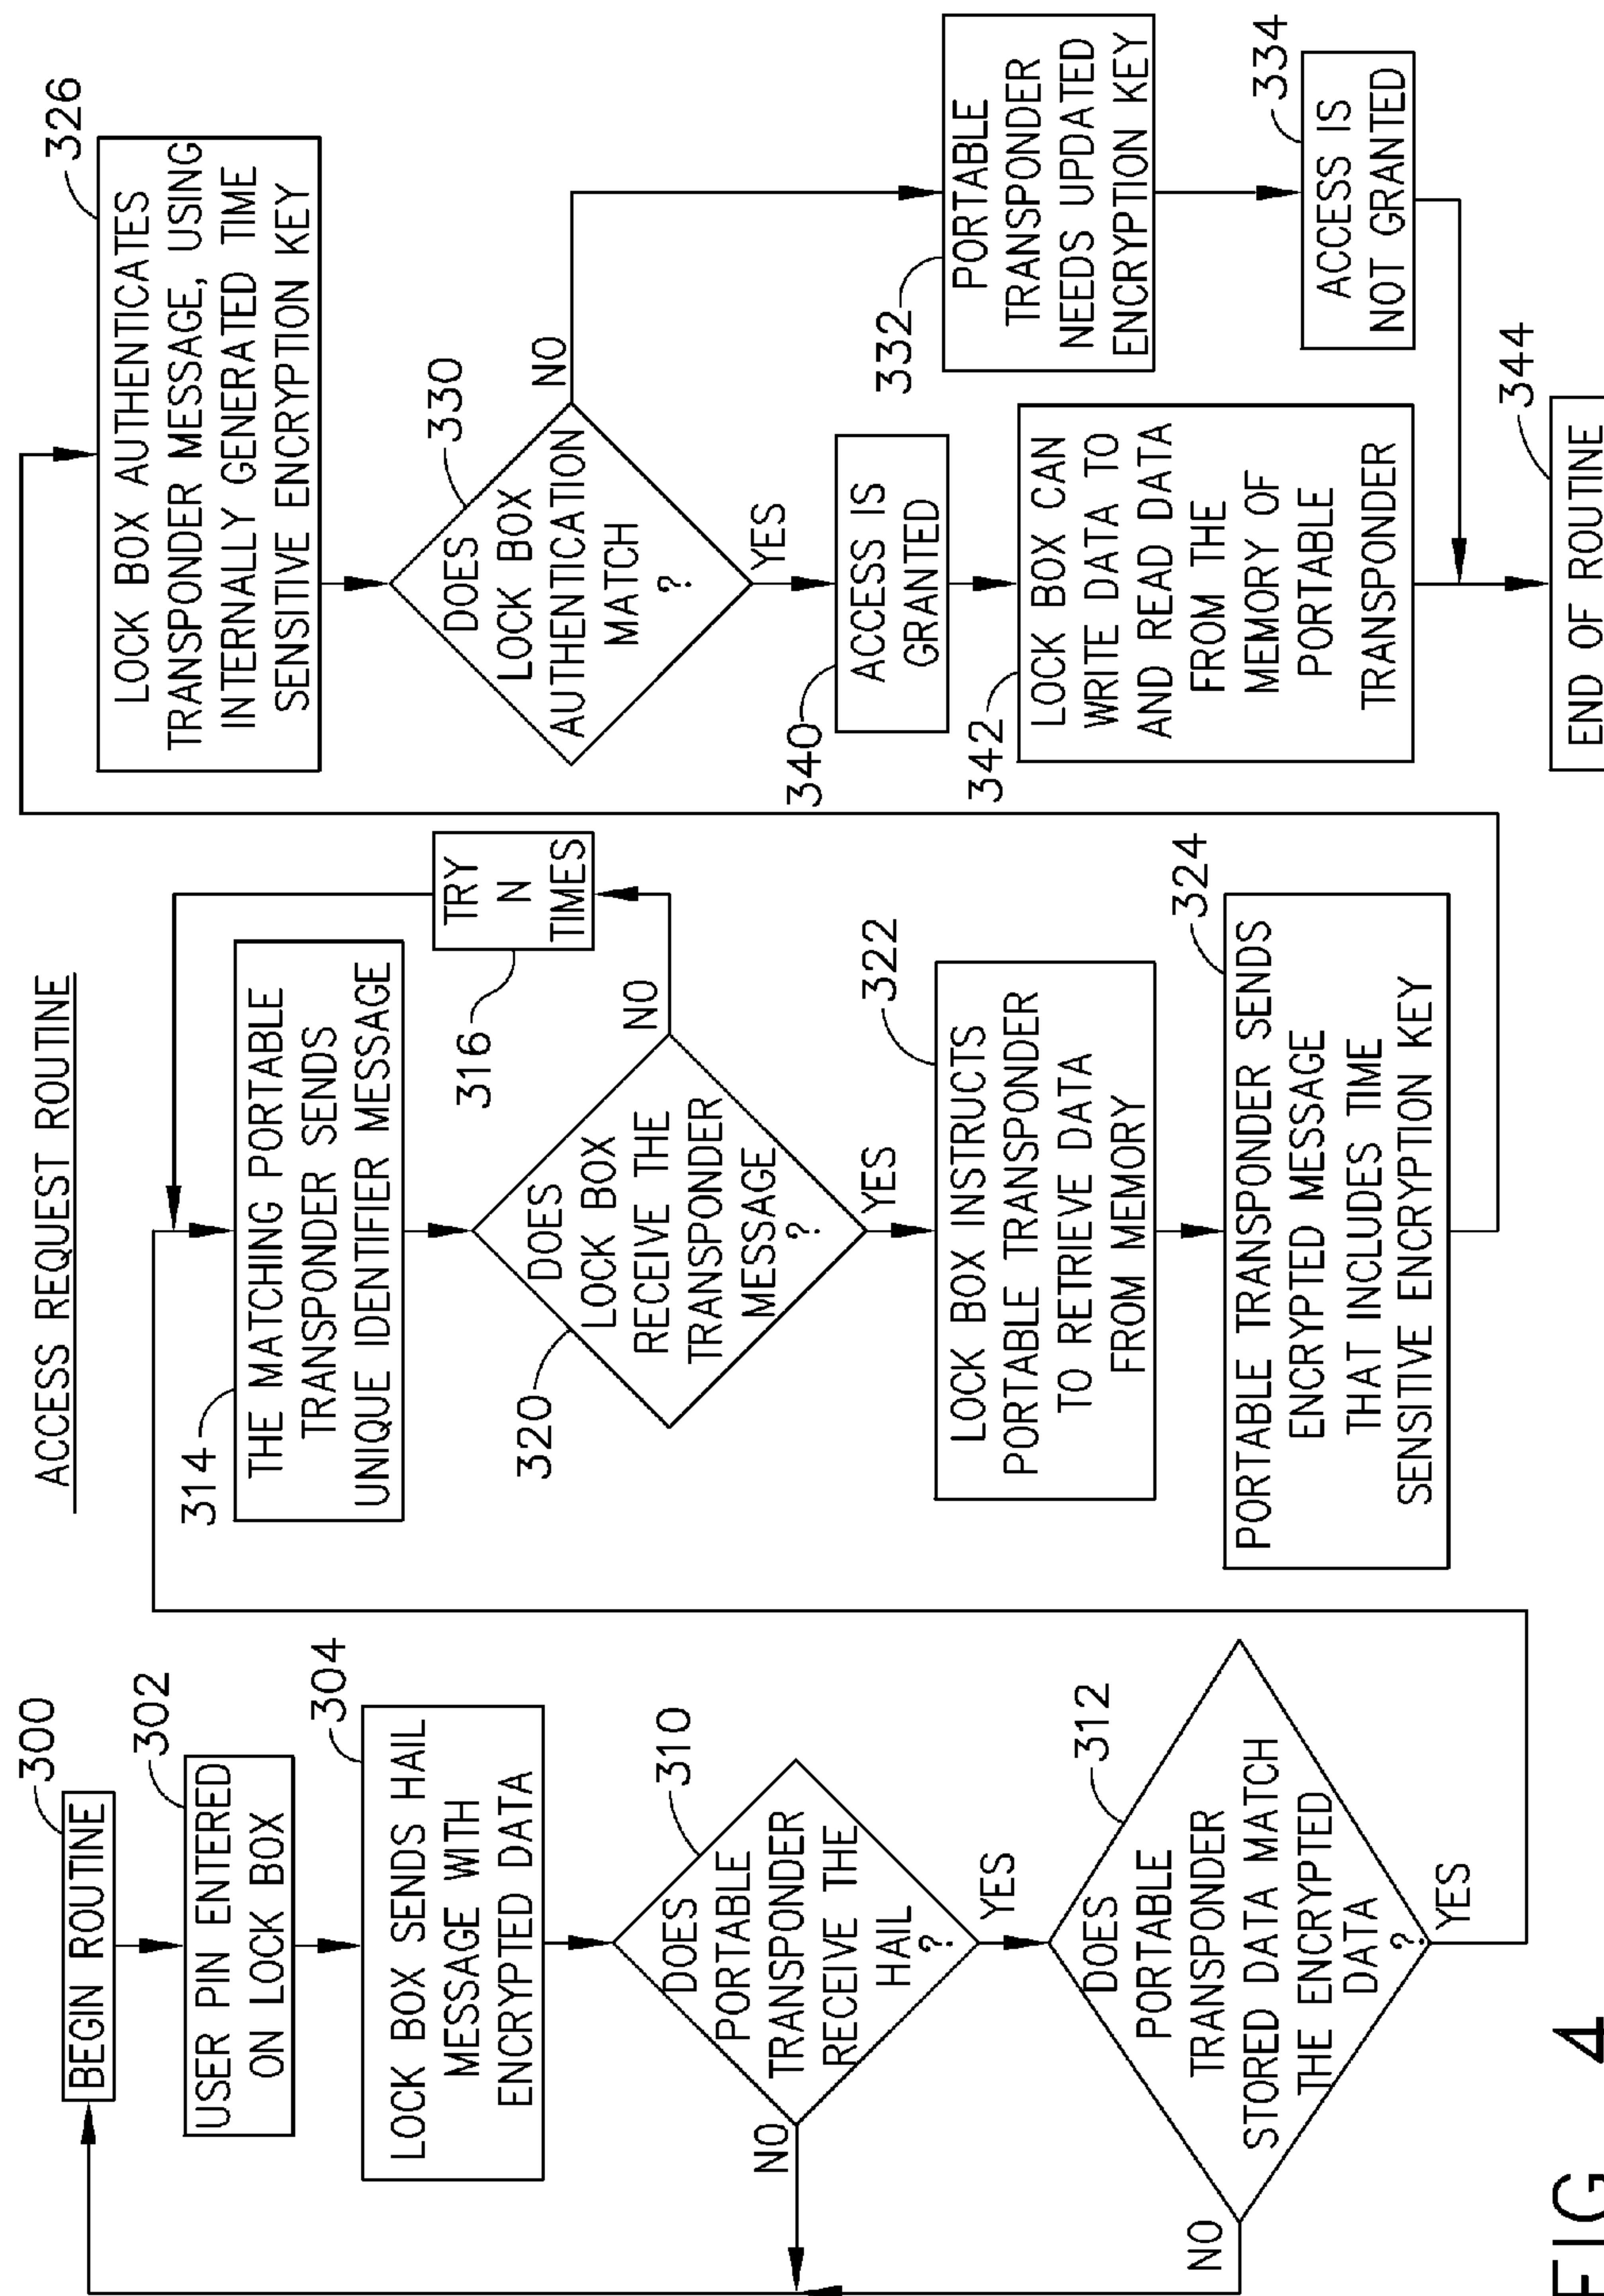 ACCESS REQUEST ROUTINE
300
BEGIN ROUTINE
302
USER PIN ENTERED
ON LOCK BOX
304
LOCK BOX SENDS HAIL
MESSAGE WITH
ENCRYPTED DATA
310
DOES
PORTABLE
TRANSPONDER
RECEIVE THE
HAIL
?
NO
YES
312
DOES
PORTABLE
TRANSPONDER
STORED DATA MATCH
THE ENCRYPTED
DATA
?
NO
YES
314
THE MATCHING PORTABLE
TRANSPONDER SENDS
UNIQUE IDENTIFIER MESSAGE
316
TRY
N
TIMES
320
DOES
LOCK BOX
RECEIVE THE
TRANSPONDER
MESSAGE
?
NO
YES
322
LOCK BOX INSTRUCTS
PORTABLE TRANSPONDER
TO RETRIEVE DATA
FROM MEMORY
324
PORTABLE TRANSPONDER SENDS
ENCRYPTED MESSAGE
THAT INCLUDES TIME
SENSITIVE ENCRYPTION KEY
326
LOCK BOX AUTHENTICATES
TRANSPONDER MESSAGE, USING
INTERNALLY GENERATED TIME
SENSITIVE ENCRYPTION KEY
330
DOES
LOCK BOX
AUTHENTICATION
MATCH
?
NO
YES
332
PORTABLE
TRANSPONDER
NEEDS UPDATED
ENCRYPTION KEY
334
ACCESS IS
NOT GRANTED
340
ACCESS IS
GRANTED
342
LOCK BOX CAN
WRITE DATA TO
AND READ DATA
FROM THE
MEMORY OF
PORTABLE
TRANSPONDER
344
END OF ROUTINE
FIG. 4